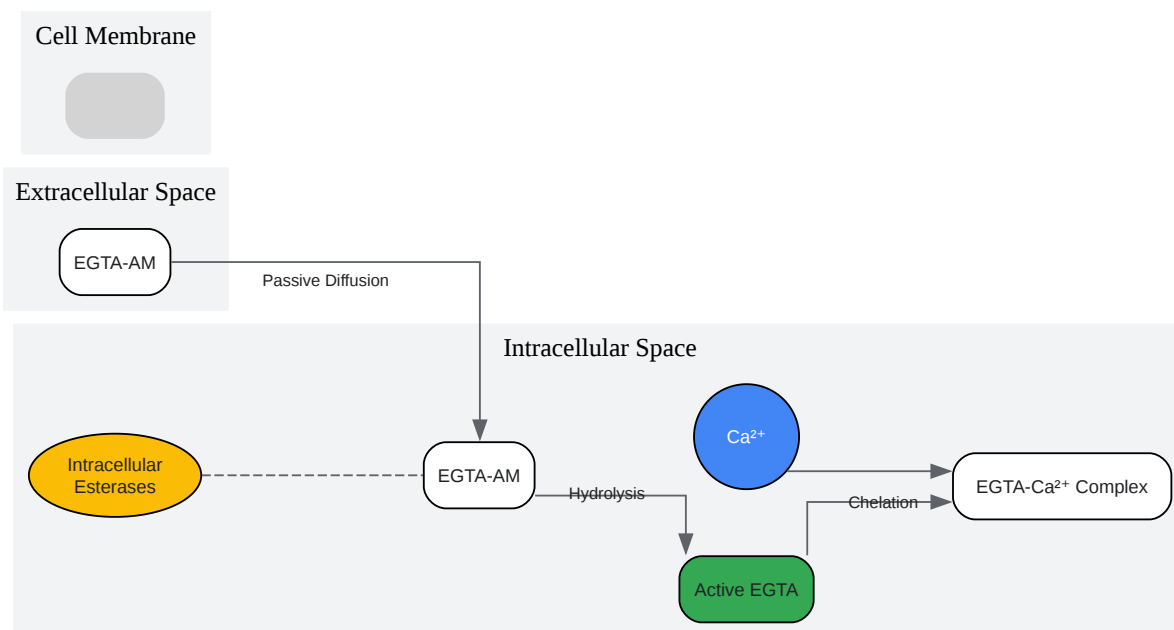 Cell Membrane
Extracellular Space
EGTA-AM
Passive Diffusion
Intracellular Space
Ca²⁺
Intracellular
Esterases
EGTA-AM
Hydrolysis
EGTA-Ca²⁺ Complex
Chelation
Active EGTA